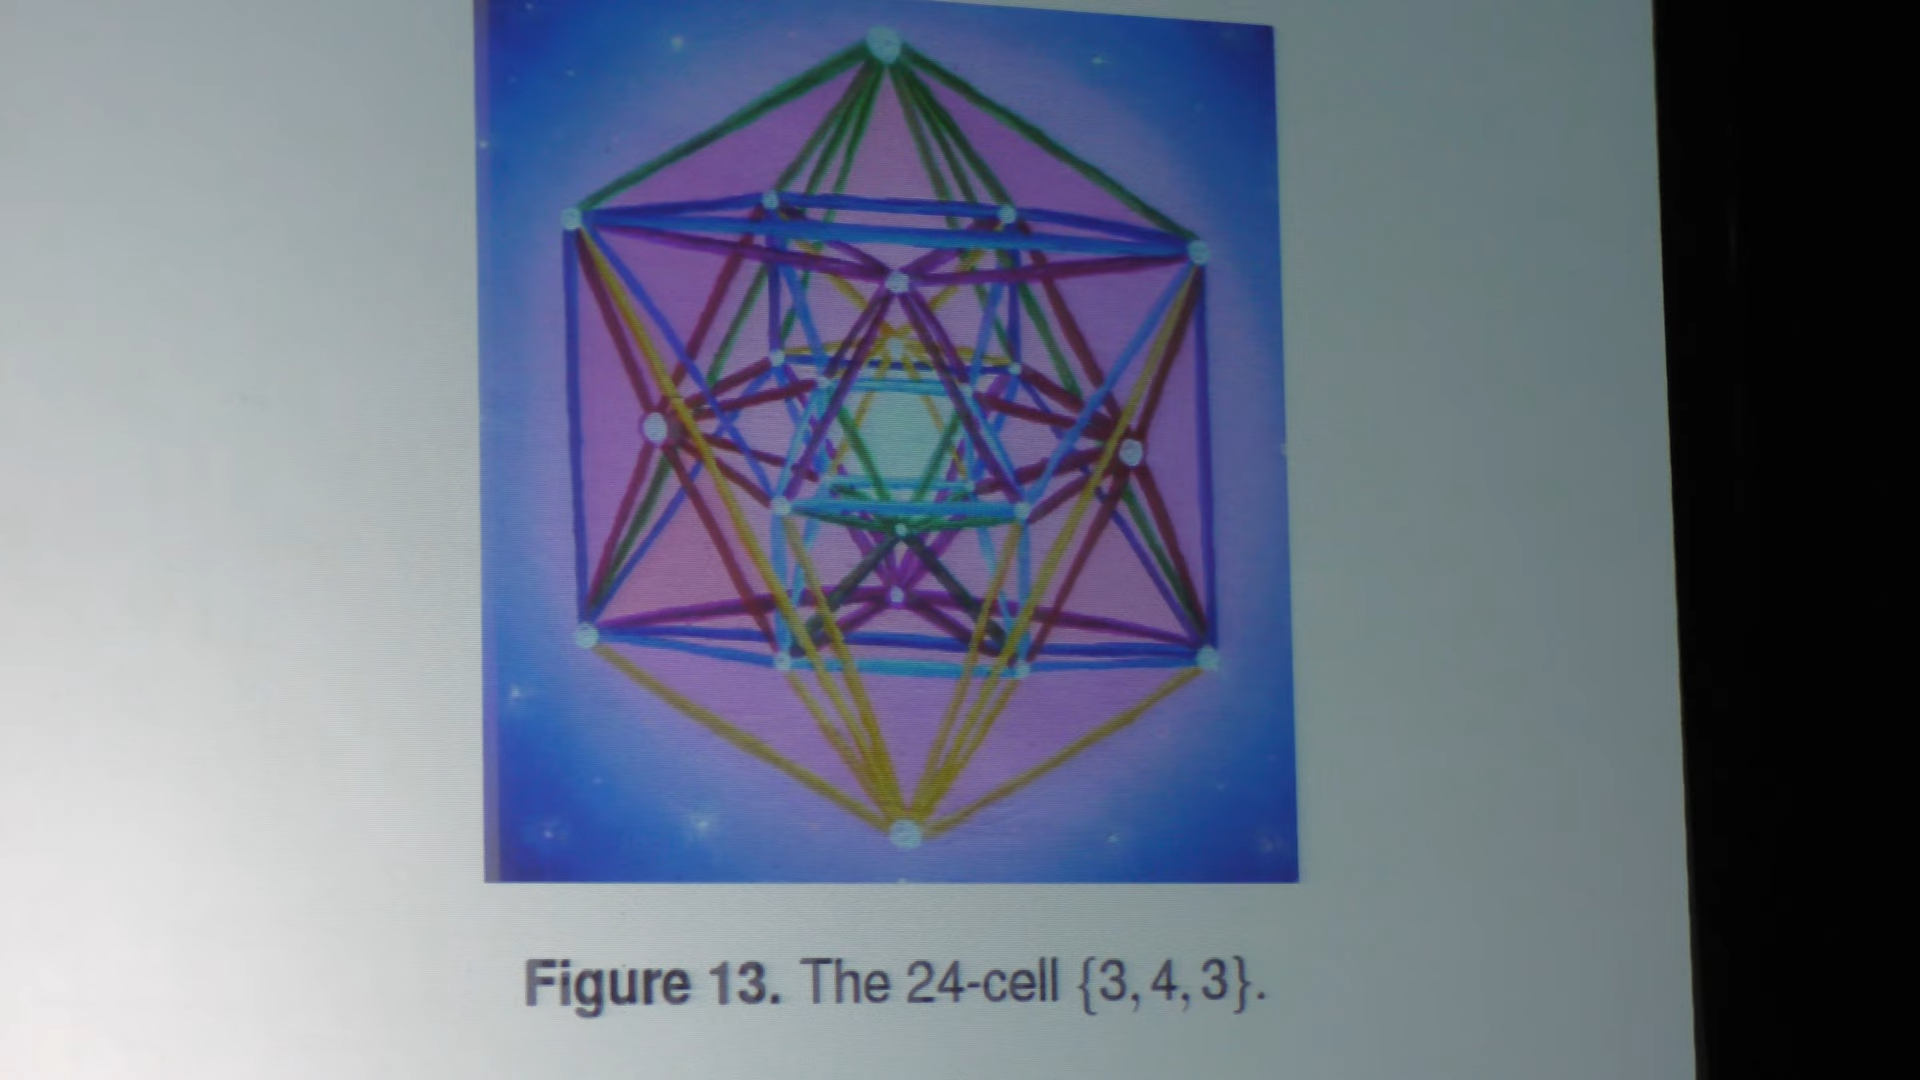 Figure 13. The 24-cell {3, 4, 3}.